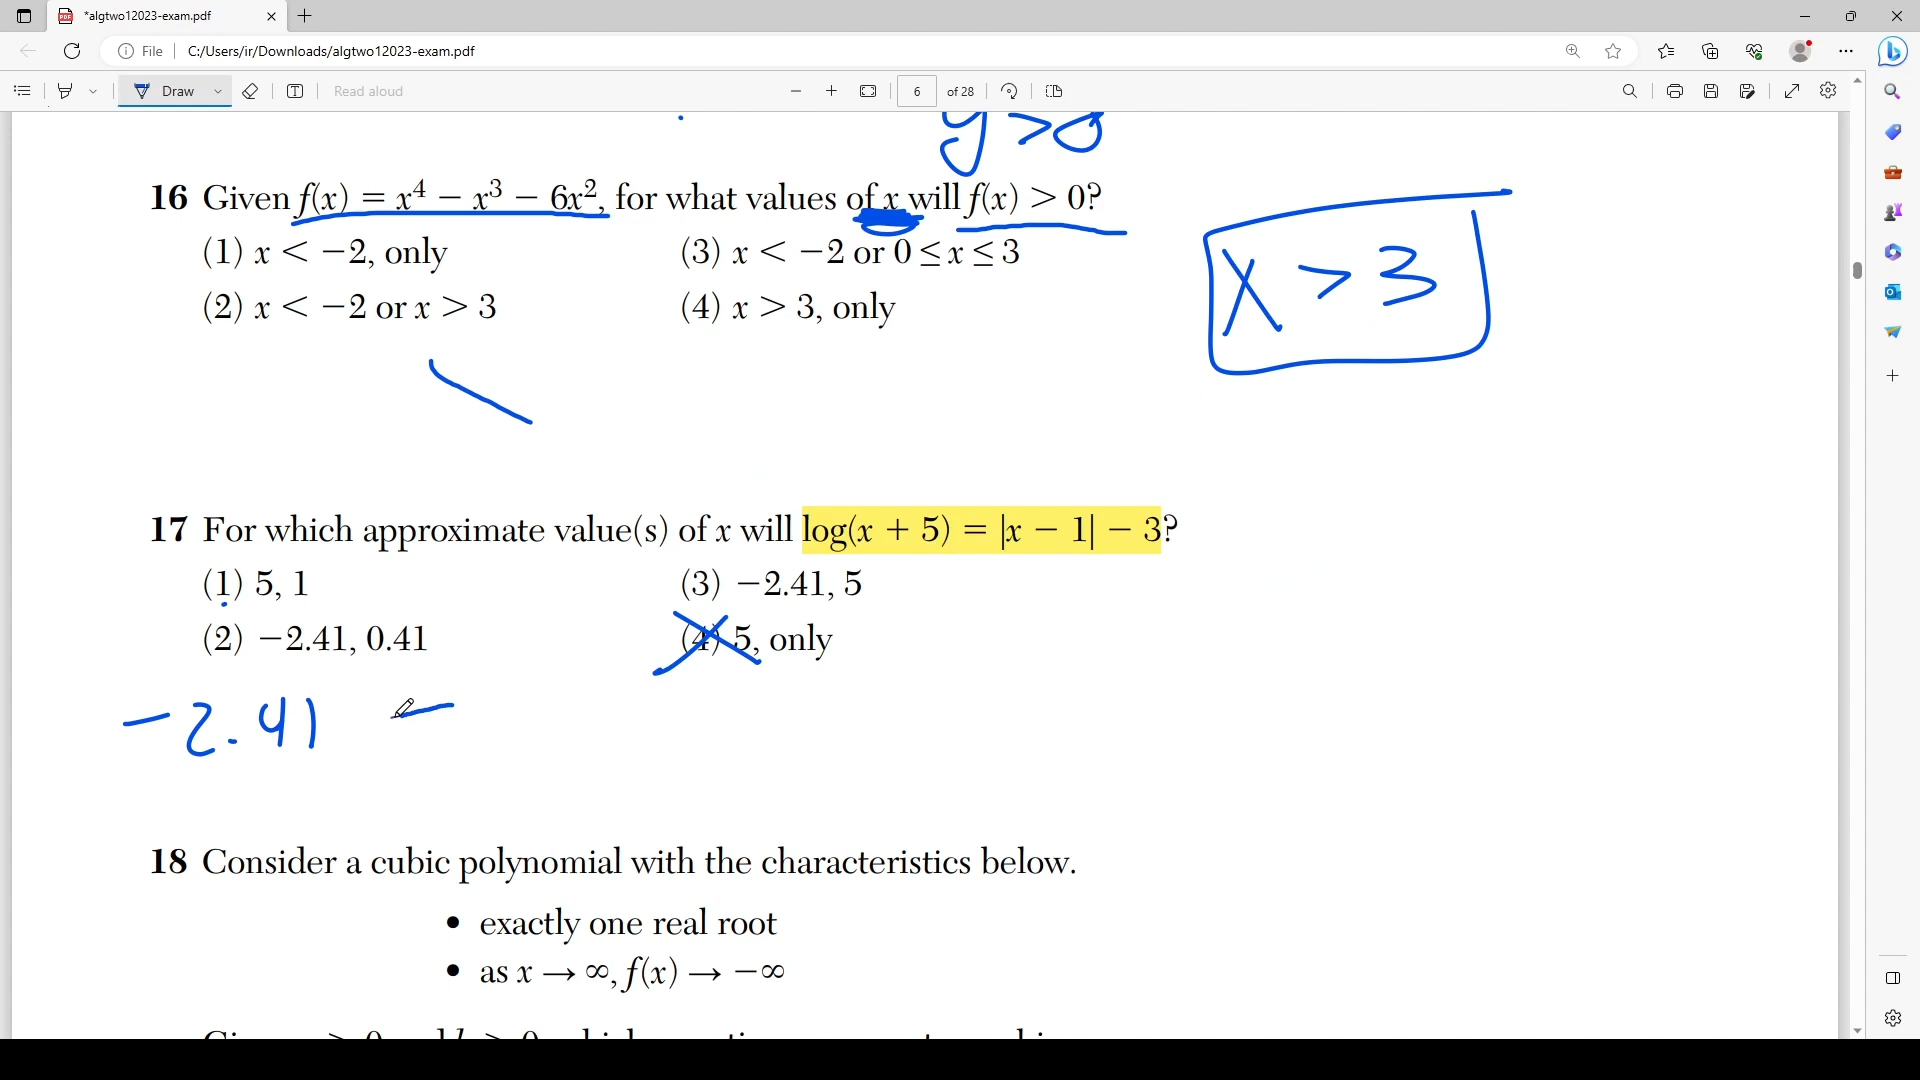 *algtwo12023-exam.pdf
File C:/Users/ir/Downloads/algtwo12023-exam.pdf
Draw Read aloud 6 of 28
y >
16 Given f(x) = x⁴ − x³ − 6x², for what values of x will f(x) > 0?
(1) x < −2, only (3) x < −2 or 0 ≤ x ≤ 3
(2) x < −2 or x > 3 (4) x > 3, only
X > 3
17 For which approximate value(s) of x will log(x + 5) = |x − 1| − 3?
(1) 5, 1 (3) −2.41, 5
(2) −2.41, 0.41 (4) 5, only
−2.41 −
18 Consider a cubic polynomial with the characteristics below.
• exactly one real root
• as x → ∞, f(x) → −∞